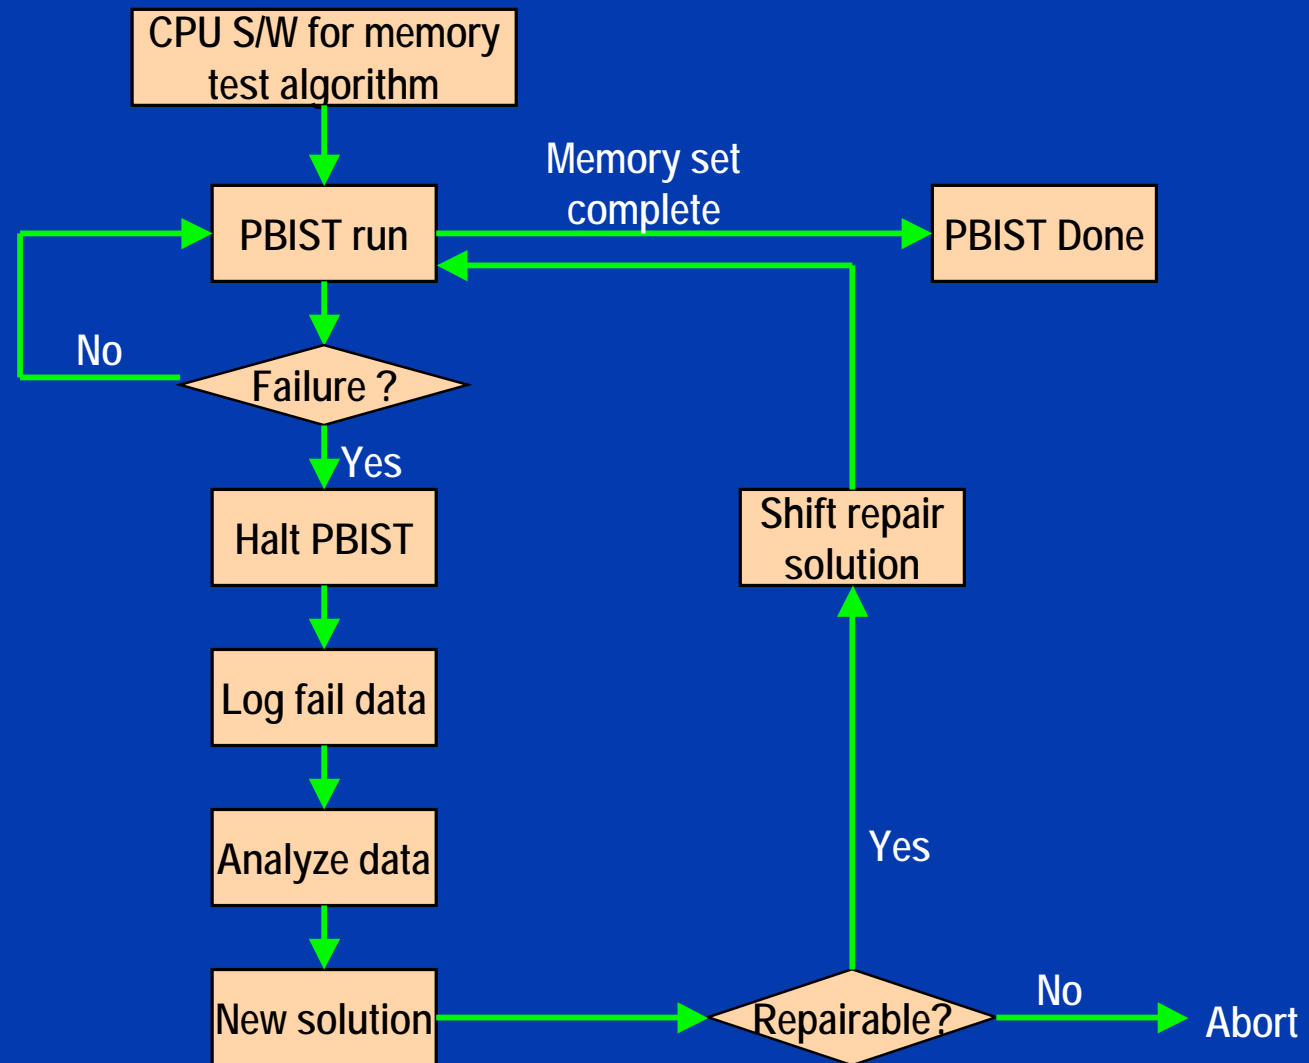 CPU S/W for memory
test algorithm
Memory set
complete
PBIST run
PBIST Done
No
Failure ?
Yes
Halt PBIST
Shift repair
solution
Log fail data
Analyze data
Yes
New solution
Repairable?
No
Abort